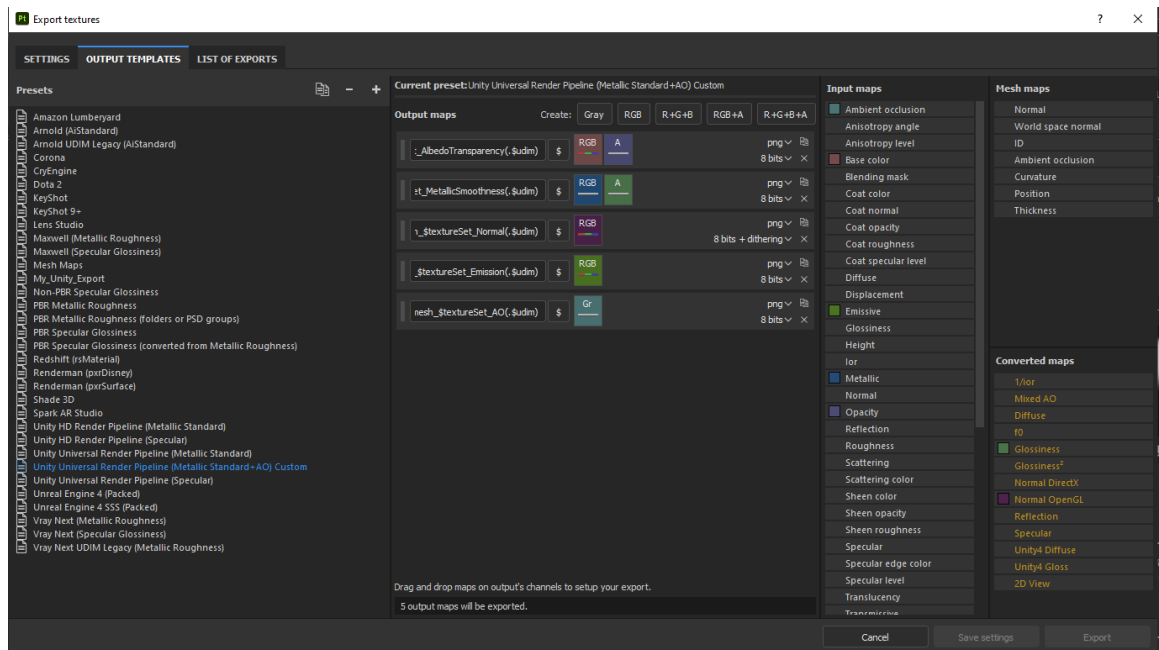 Pt Export textures ? ×
SETTINGS OUTPUT TEMPLATES LIST OF EXPORTS
Presets
Amazon Lumberyard
Arnold (AiStandard)
Arnold UDIM Legacy (AiStandard)
Corona
CryEngine
Dota 2
KeyShot
KeyShot 9+
Lens Studio
Maxwell (Metallic Roughness)
Maxwell (Specular Glossiness)
Mesh Maps
My_Unity_Export
Non-PBR Specular Glossiness
PBR Metallic Roughness
PBR Metallic Roughness (folders or PSD groups)
PBR Specular Glossiness
PBR Specular Glossiness (converted from Metallic Roughness)
Redshift (rsMaterial)
Renderman (pxrDisney)
Renderman (pxrSurface)
Shade 3D
Spark AR Studio
Unity HD Render Pipeline (Metallic Standard)
Unity HD Render Pipeline (Specular)
Unity Universal Render Pipeline (Metallic Standard)
Unity Universal Render Pipeline (Metallic Standard+AO) Custom
Unity Universal Render Pipeline (Specular)
Unreal Engine 4 (Packed)
Unreal Engine 4 SSS (Packed)
Vray Next (Metallic Roughness)
Vray Next (Specular Glossiness)
Vray Next UDIM Legacy (Metallic Roughness)
Current preset: Unity Universal Render Pipeline (Metallic Standard+AO) Custom
Output maps Create: Gray RGB R+G+B RGB+A R+G+B+A
:_AlbedoTransparency(.$udim) $ RGB A png
8 bits
et_MetallicSmoothness(.$udim) $ RGB A png
8 bits
_$textureSet_Normal(.$udim) $ RGB png
8 bits + dithering
_$textureSet_Emission(.$udim) $ RGB png
8 bits
mesh_$textureSet_AO(.$udim) $ Gr png
8 bits
Drag and drop maps on output's channels to setup your export.
5 output maps will be exported.
Input maps
Ambient occlusion
Anisotropy angle
Anisotropy level
Base color
Blending mask
Coat color
Coat normal
Coat opacity
Coat roughness
Coat specular level
Diffuse
Displacement
Emissive
Glossiness
Height
Ior
Metallic
Normal
Opacity
Reflection
Roughness
Scattering
Scattering color
Sheen color
Sheen opacity
Sheen roughness
Specular
Specular edge color
Specular level
Translucency
Transmissive
Mesh maps
Normal
World space normal
ID
Ambient occlusion
Curvature
Position
Thickness
Converted maps
1/ior
Mixed AO
Diffuse
f0
Glossiness
Glossiness²
Normal DirectX
Normal OpenGL
Reflection
Specular
Unity4 Diffuse
Unity4 Gloss
2D View
Cancel Save settings Export